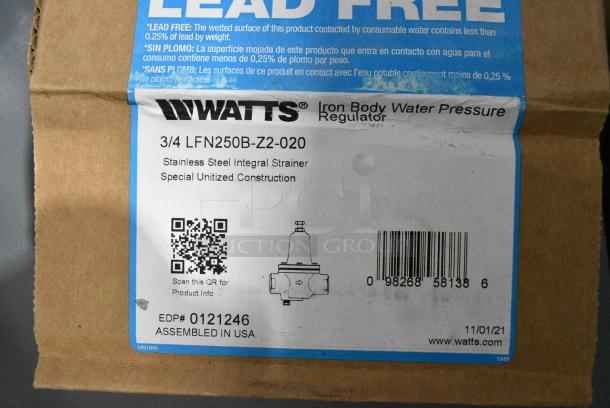 LEAD FREE
*LEAD FREE: The wetted surface of this product contacted by consumable water contains less than
0.25% of lead by weight.
*SIN PLOMO: La superficie mojada de este producto que entra en contacto con agua para el
consumo contiene menos de 0,25% de plomo por peso.
*SANS PLOMB: Les surfaces de ce produit en contact avec l'eau potable contiennent moins de 0,25 %
WATTS® Iron Body Water Pressure
Regulator
3/4 LFN250B-Z2-020
Stainless Steel Integral Strainer
Special Unitized Construction
PCI
AUCTION GROUP
Scan this QR for
Product Info
0 98268 58138 6
EDP# 0121246
ASSEMBLED IN USA
11/01/21
www.watts.com
1921845
1849